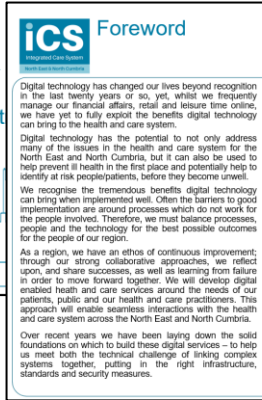 ics
Foreword
Integrated Care System
North East & North Cumbria
Digital technology has changed our lives beyond recognition
in the last twenty years or so, yet, whilst we frequently
manage our financial affairs, retail and leisure time online,
we have yet to fully exploit the benefits digital technology
can bring to the health and care system.
Digital technology has the potential to not only address
many of the issues in the health and care system for the
North East and North Cumbria, but it can also be used to
help prevent ill health in the first place and potentially help to
identify at risk people/patients, before they become unwell.
We recognise the tremendous benefits digital technology
can bring when implemented well. Often the barriers to good
implementation are around processes which do not work for
the people involved. Therefore, we must balance processes,
people and the technology for the best possible outcomes
for the people of our region.
As a region, we have an ethos of continuous improvement;
through our strong collaborative approaches, we reflect
upon, and share successes, as well as learning from failure
in order to move forward together. We will develop digital
enabled heath and care services around the needs of our
patients, public and our health and care practitioners. This
approach will enable seamless interactions with the health
and care system across the North East and North Cumbria.
Over recent years we have been laying down the solid
foundations on which to build these digital services – to help
us meet both the technical challenge of linking complex
systems together, putting in the right infrastructure,
standards and security measures.